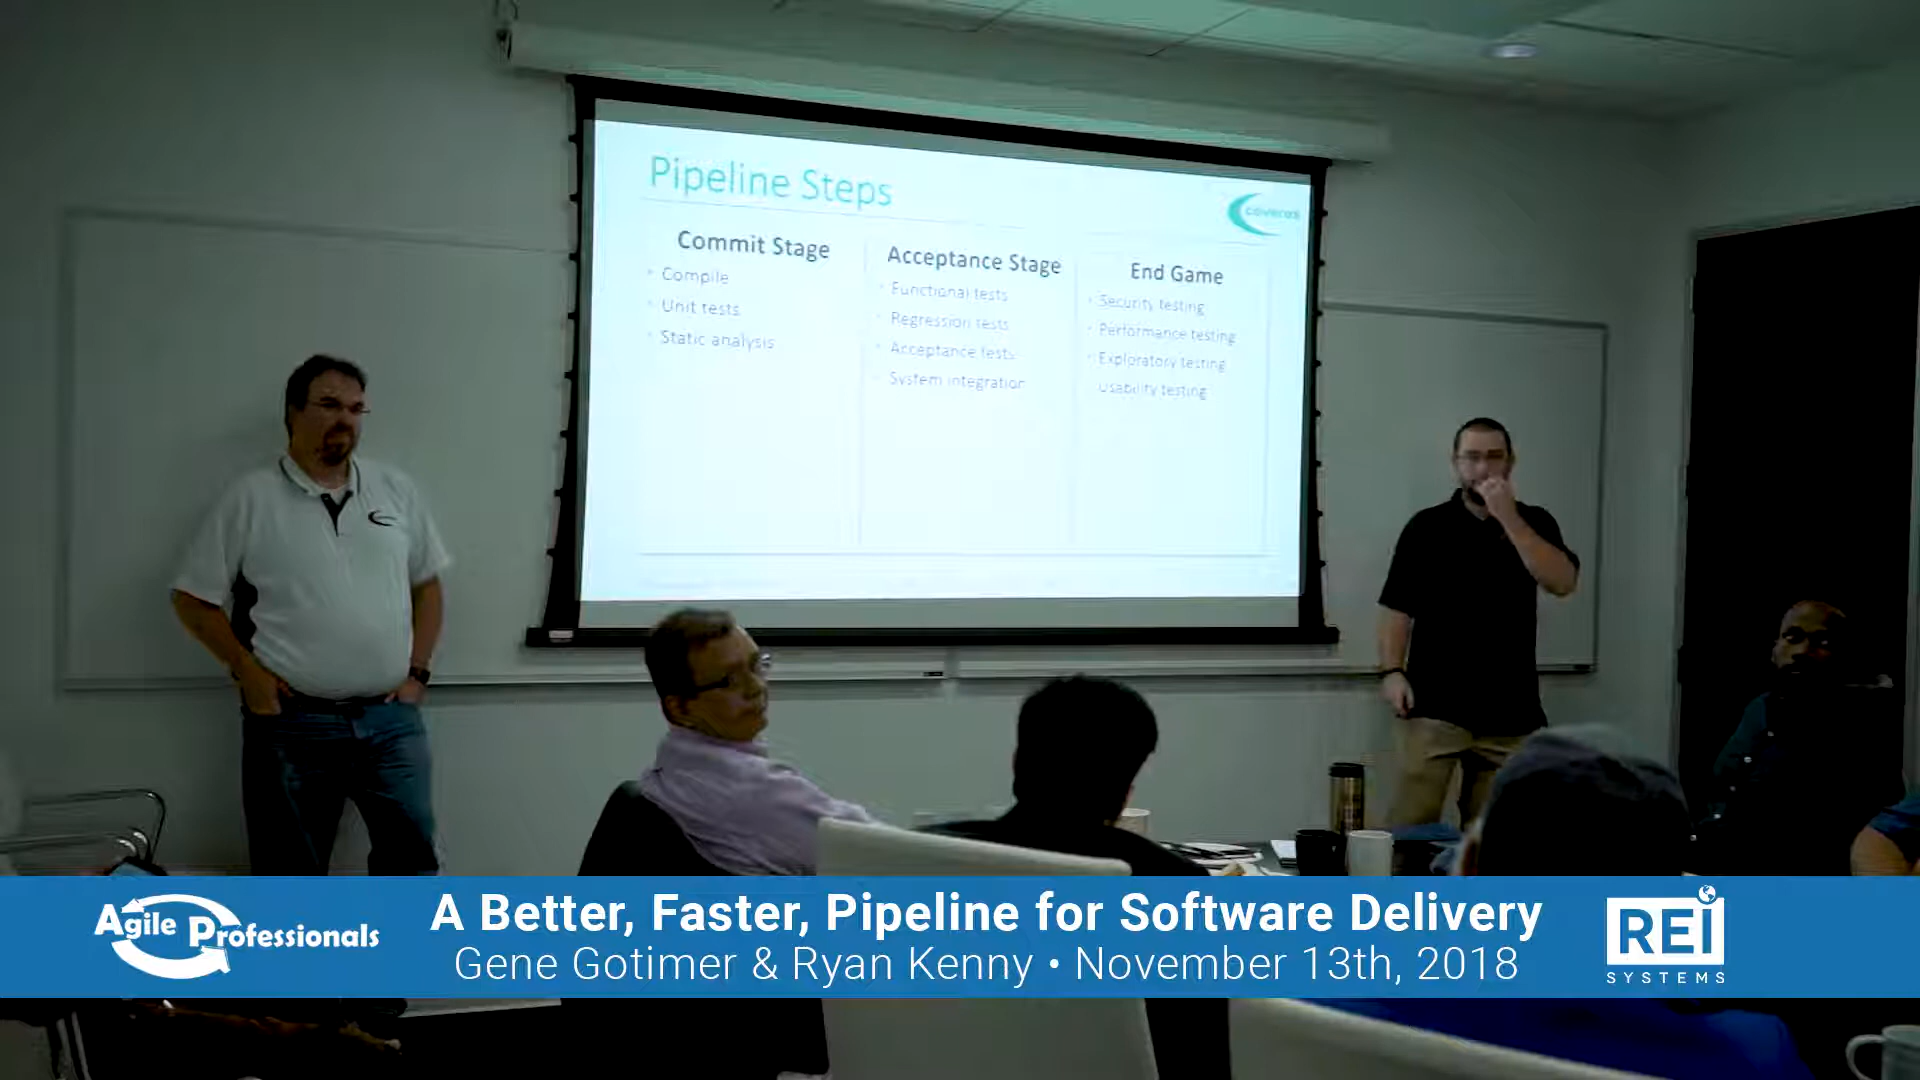 Pipeline Steps
coveros
Commit Stage
Compile
Unit tests
Static analysis
Acceptance Stage
Functional tests
Regression tests
Acceptance tests
System integration
End Game
Security testing
Performance testing
Exploratory testing
Usability testing
Agile Professionals
A Better, Faster, Pipeline for Software Delivery
Gene Gotimer & Ryan Kenny • November 13th, 2018
REI
SYSTEMS